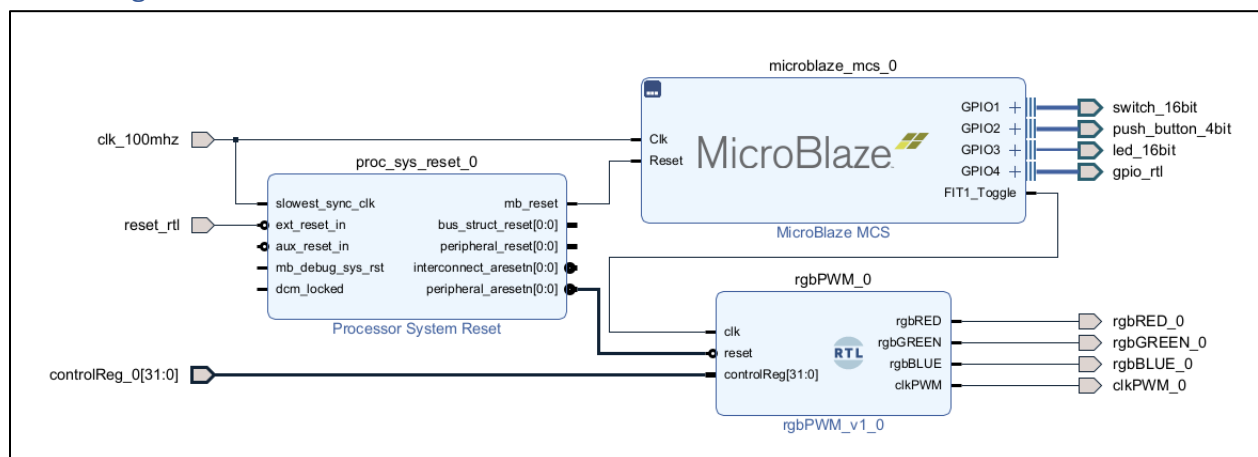 microblaze_mcs_0
clk_100mhz
Clk
Reset
MicroBlaze
GPIO1
GPIO2
GPIO3
GPIO4
FIT1_Toggle
switch_16bit
push_button_4bit
led_16bit
gpio_rtl
MicroBlaze MCS
proc_sys_reset_0
reset_rtl
slowest_sync_clk
ext_reset_in
aux_reset_in
mb_debug_sys_rst
dcm_locked
mb_reset
bus_struct_reset[0:0]
peripheral_reset[0:0]
interconnect_aresetn[0:0]
peripheral_aresetn[0:0]
Processor System Reset
rgbPWM_0
controlReg_0[31:0]
clk
reset
controlReg[31:0]
RTL
rgbRED
rgbGREEN
rgbBLUE
clkPWM
rgbRED_0
rgbGREEN_0
rgbBLUE_0
clkPWM_0
rgbPWM_v1_0